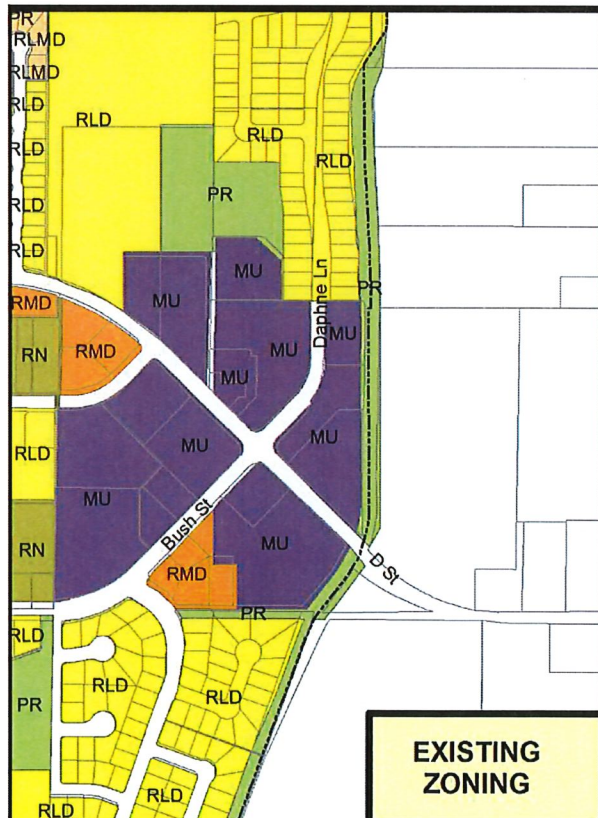 PR
RLMD
RLMD
RLD
RLD
RLD
RLD
RLD
RLD
RLD
PR
PR
MU
MU
Daphne Ln
MU
RMD
RMD
RN
MU
MU
RLD
MU
MU
MU
Bush St
MU
RN
RMD
D St
PR
RLD
PR
RLD
RLD
RLD
RLD
EXISTING
ZONING